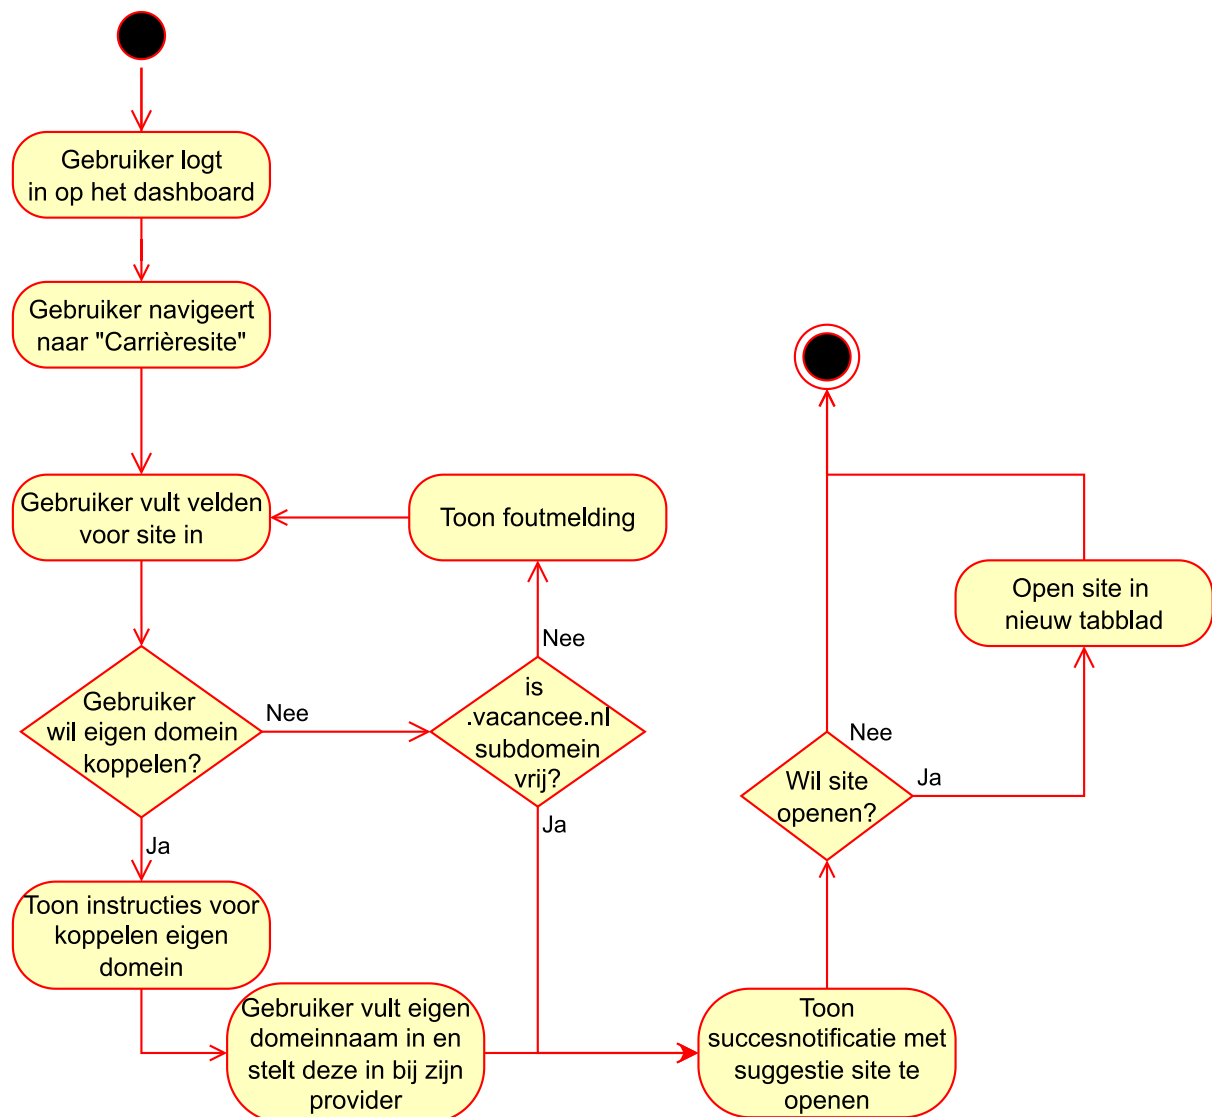 Gebruiker logt
in op het dashboard
Gebruiker navigeert
naar "Carrièresite"
Gebruiker vult velden
voor site in
Toon foutmelding
Nee
Gebruiker
wil eigen domein
koppelen?
Nee
is
.vacancee.nl
subdomein
vrij?
Ja
Ja
Toon instructies voor
koppelen eigen
domein
Gebruiker vult eigen
domeinnaam in en
stelt deze in bij zijn
provider
Toon
succesnotificatie met
suggestie site te
openen
Wil site
openen?
Nee
Ja
Open site in
nieuw tabblad